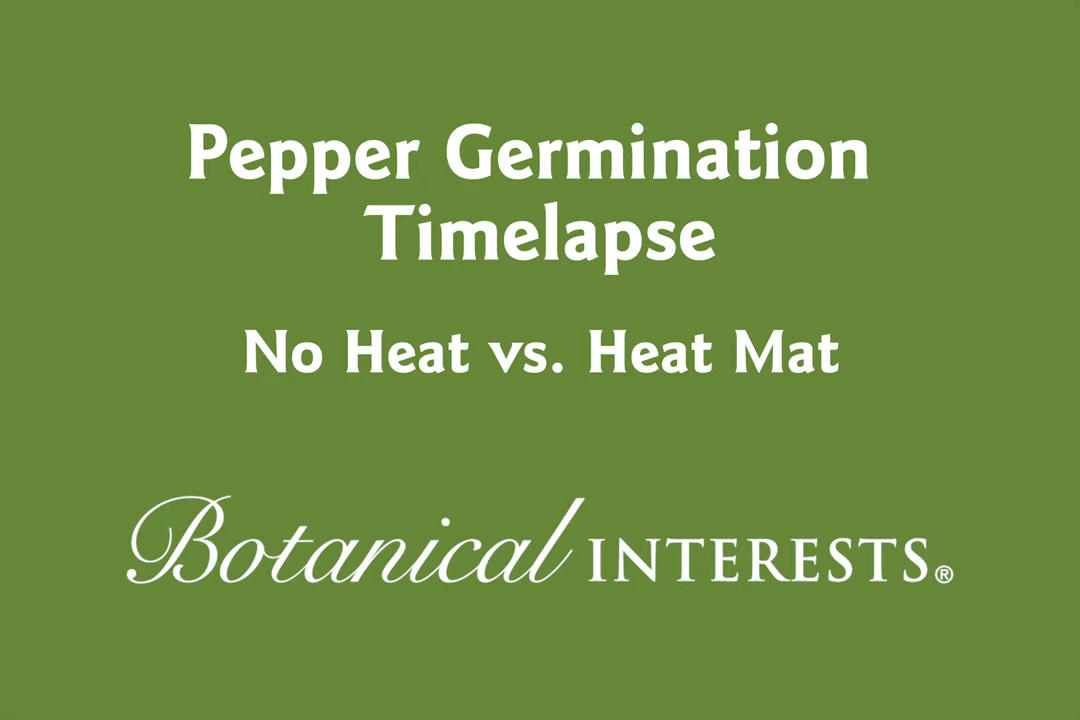 Pepper Germination
Timelapse
No Heat vs. Heat Mat
Botanical INTERESTS®